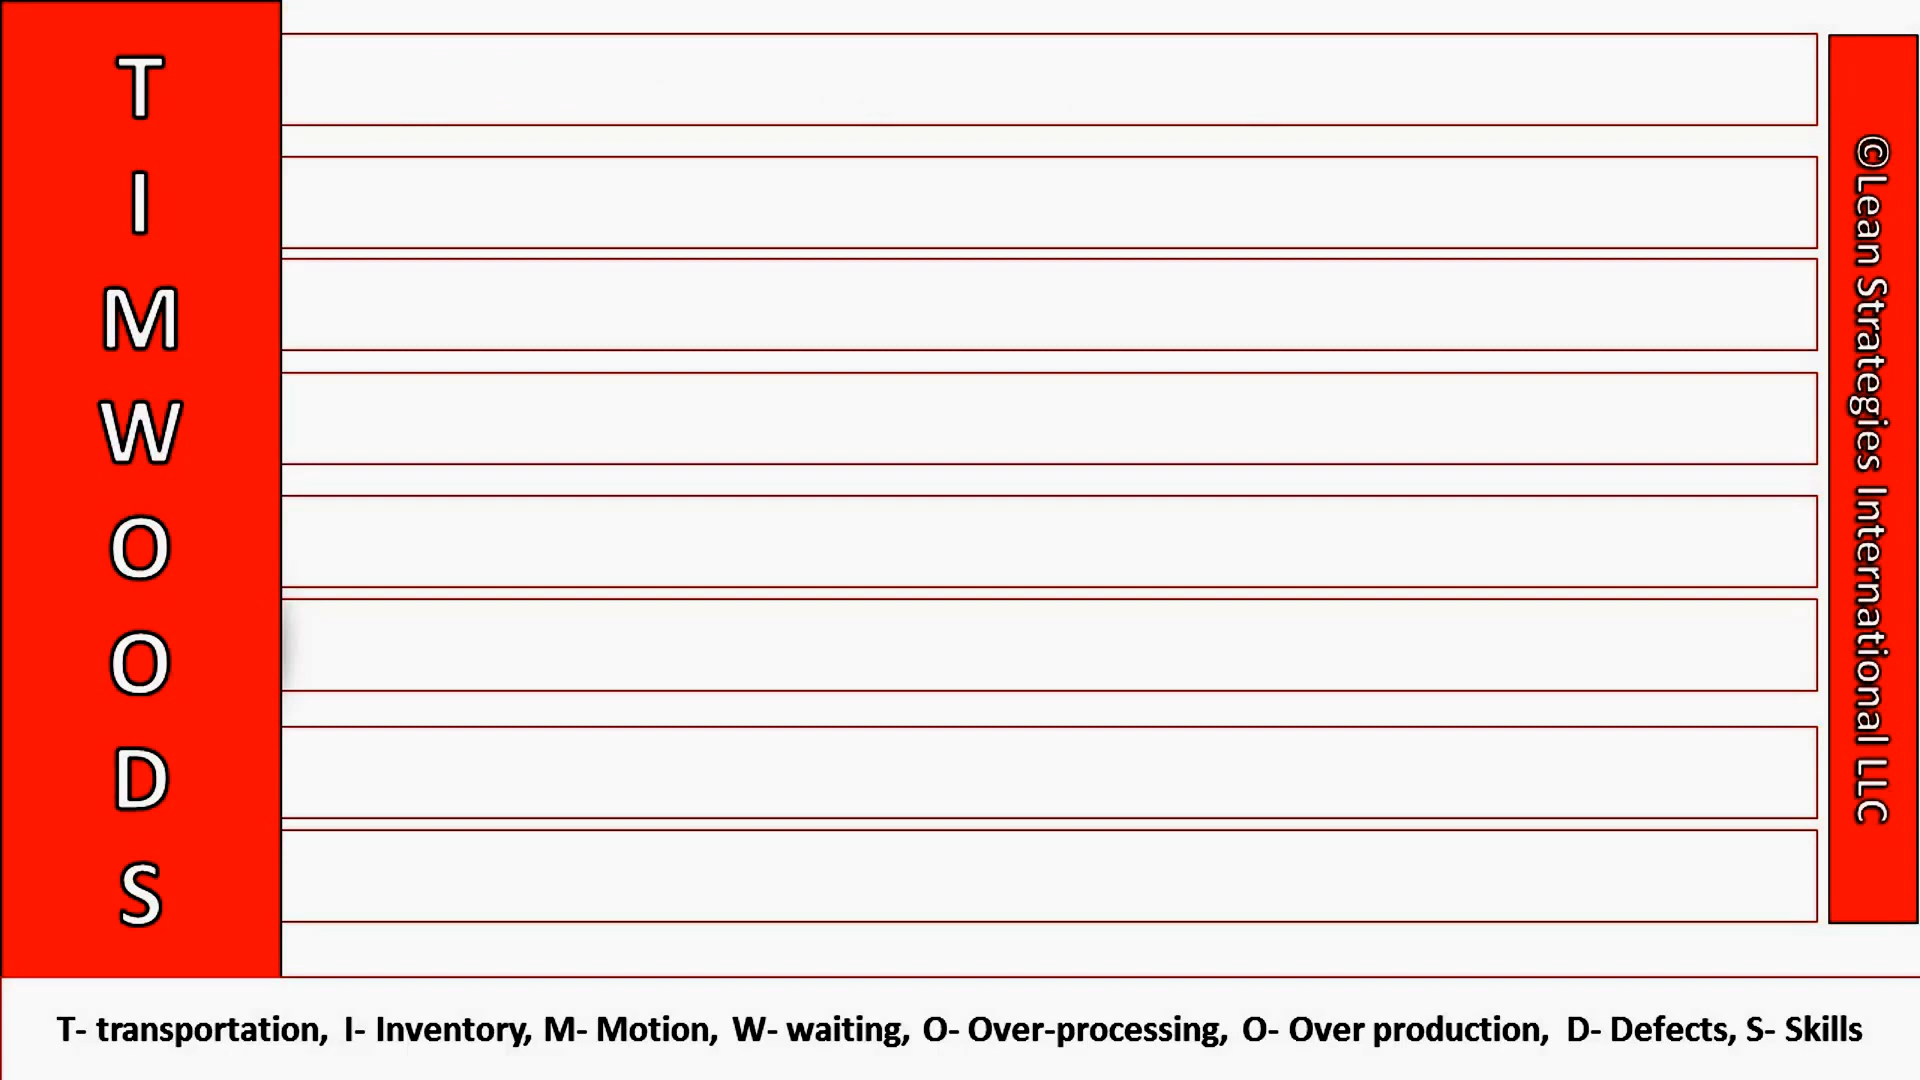 T
I
M
W
O
O
D
S
©Lean Strategies International LLC
T- transportation, I- Inventory, M- Motion, W- waiting, O- Over-processing, O- Over production, D- Defects, S- Skills